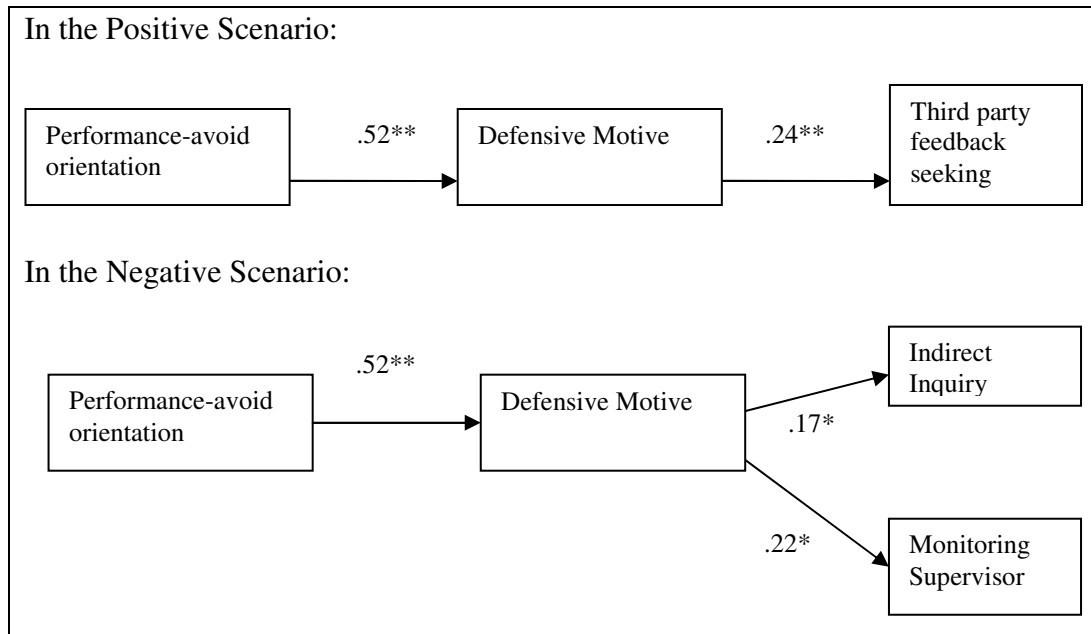 In the Positive Scenario:
Performance-avoid
orientation
.52**
Defensive Motive
.24**
Third party
feedback
seeking
In the Negative Scenario:
Performance-avoid
orientation
.52**
Defensive Motive
.17*
Indirect
Inquiry
.22*
Monitoring
Supervisor